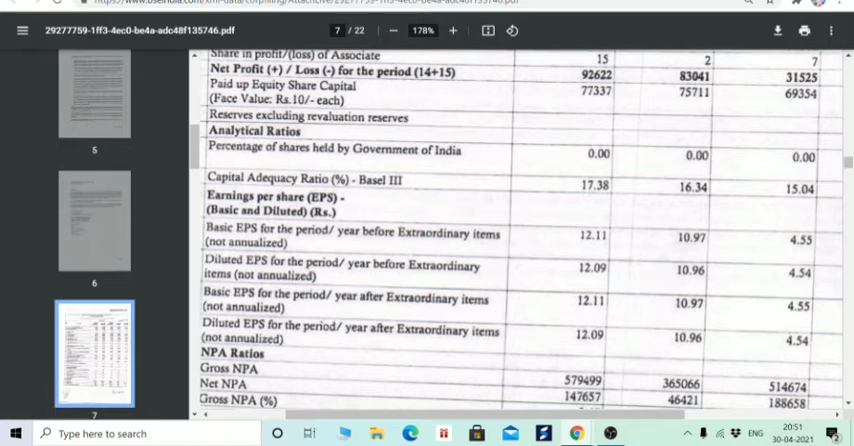 29277759-1ff3-4ec0-be4a-adc48f135746.pdf
7 / 22
178%
Share in profit/(loss) of Associate 15 2 7
Net Profit (+) / Loss (-) for the period (14+15) 92622 83041 31525
Paid up Equity Share Capital 77337 75711 69354
(Face Value: Rs.10/- each)
Reserves excluding revaluation reserves
Analytical Ratios
Percentage of shares held by Government of India 0.00 0.00 0.00
Capital Adequacy Ratio (%) - Basel III 17.38 16.34 15.04
Earnings per share (EPS) -
(Basic and Diluted) (Rs.)
Basic EPS for the period/ year before Extraordinary items 12.11 10.97 4.55
(not annualized)
Diluted EPS for the period/ year before Extraordinary 12.09 10.96 4.54
items (not annualized)
Basic EPS for the period/ year after Extraordinary items 12.11 10.97 4.55
(not annualized)
Diluted EPS for the period/ year after Extraordinary items 12.09 10.96 4.54
(not annualized)
NPA Ratios
Gross NPA 579499 365066 514674
Net NPA 147657 46421 188658
Gross NPA (%)
5
6
7
Type here to search
ENG
20:51
30-04-2021
2